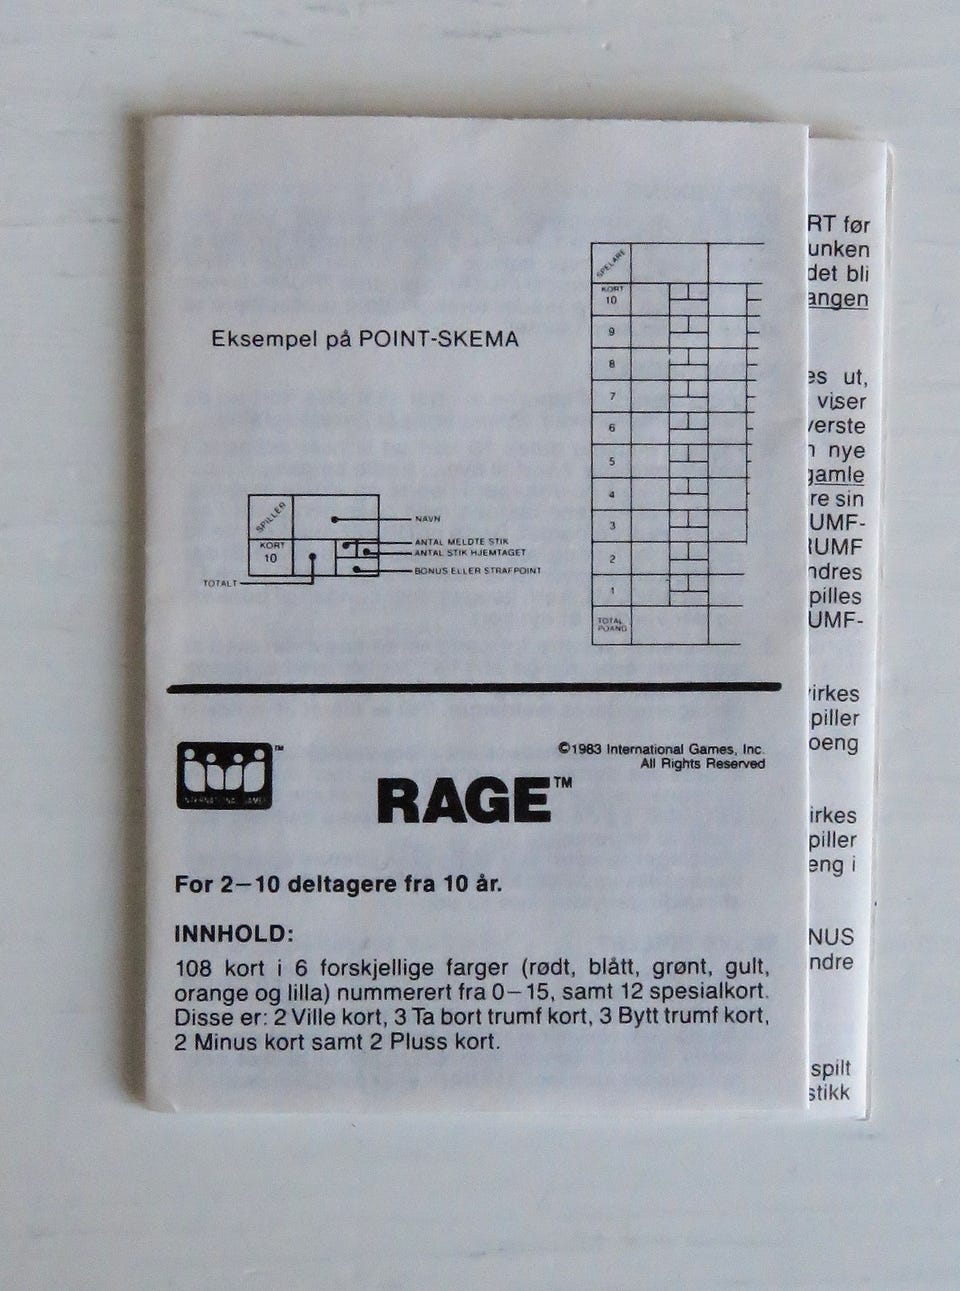 Eksempel på POINT-SKEMA
SPELARE
KORT
10
9
8
7
6
5
4
3
2
1
TOTAL
POÄNG
SPILLER
KORT
10
TOTALT
NAVN
ANTAL MELDTE STIK
ANTAL STIK HJEMTAGET
BONUS ELLER STRAFPOINT
INTERNATIONAL GAMES
TM
©1983 International Games, Inc.
All Rights Reserved
RAGE™
For 2–10 deltagere fra 10 år.
INNHOLD:
108 kort i 6 forskjellige farger (rødt, blått, grønt, gult,
orange og lilla) nummerert fra 0–15, samt 12 spesialkort.
Disse er: 2 Ville kort, 3 Ta bort trumf kort, 3 Bytt trumf kort,
2 Minus kort samt 2 Pluss kort.
RT før
unken
det bli
angen
es ut,
viser
verste
nye
gamle
re sin
UMF-
RUMF
ndres
pilles
UMF-
irkes
piller
oeng
irkes
piller
eng i
NUS
ndre
spilt
stikk